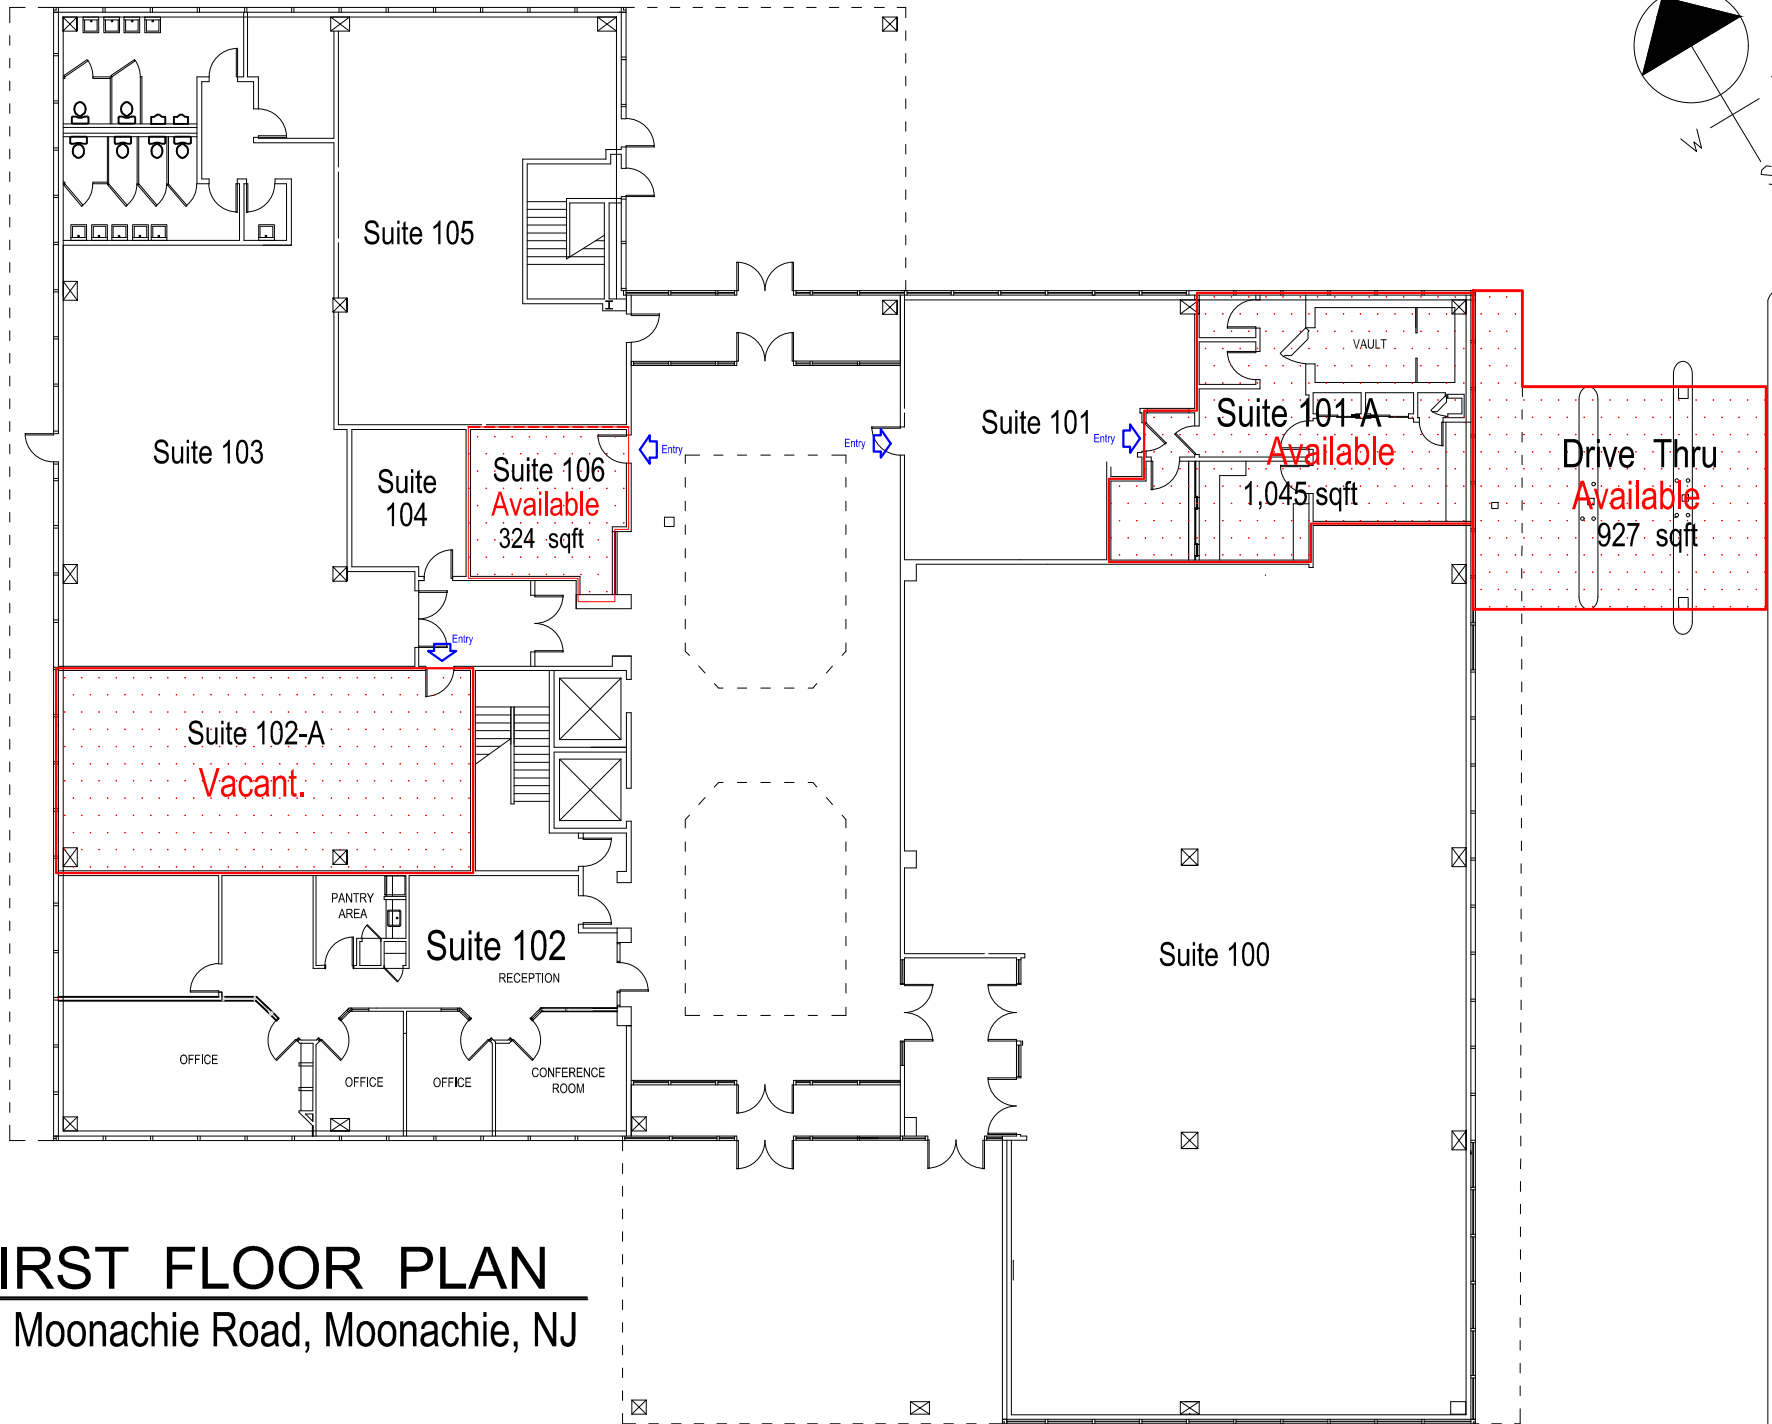 W
Suite 105
VAULT
Suite 103
Suite 101
Entry
Suite 101-A
Available
1,045 sqft
Drive Thru
Available
927 sqft
Suite
104
Suite 106
Available
324 sqft
Entry
Entry
Entry
Suite 102-A
Vacant.
PANTRY
AREA
Suite 102
RECEPTION
Suite 100
OFFICE
OFFICE
OFFICE
CONFERENCE
ROOM
IRST FLOOR PLAN
Moonachie Road, Moonachie, NJ